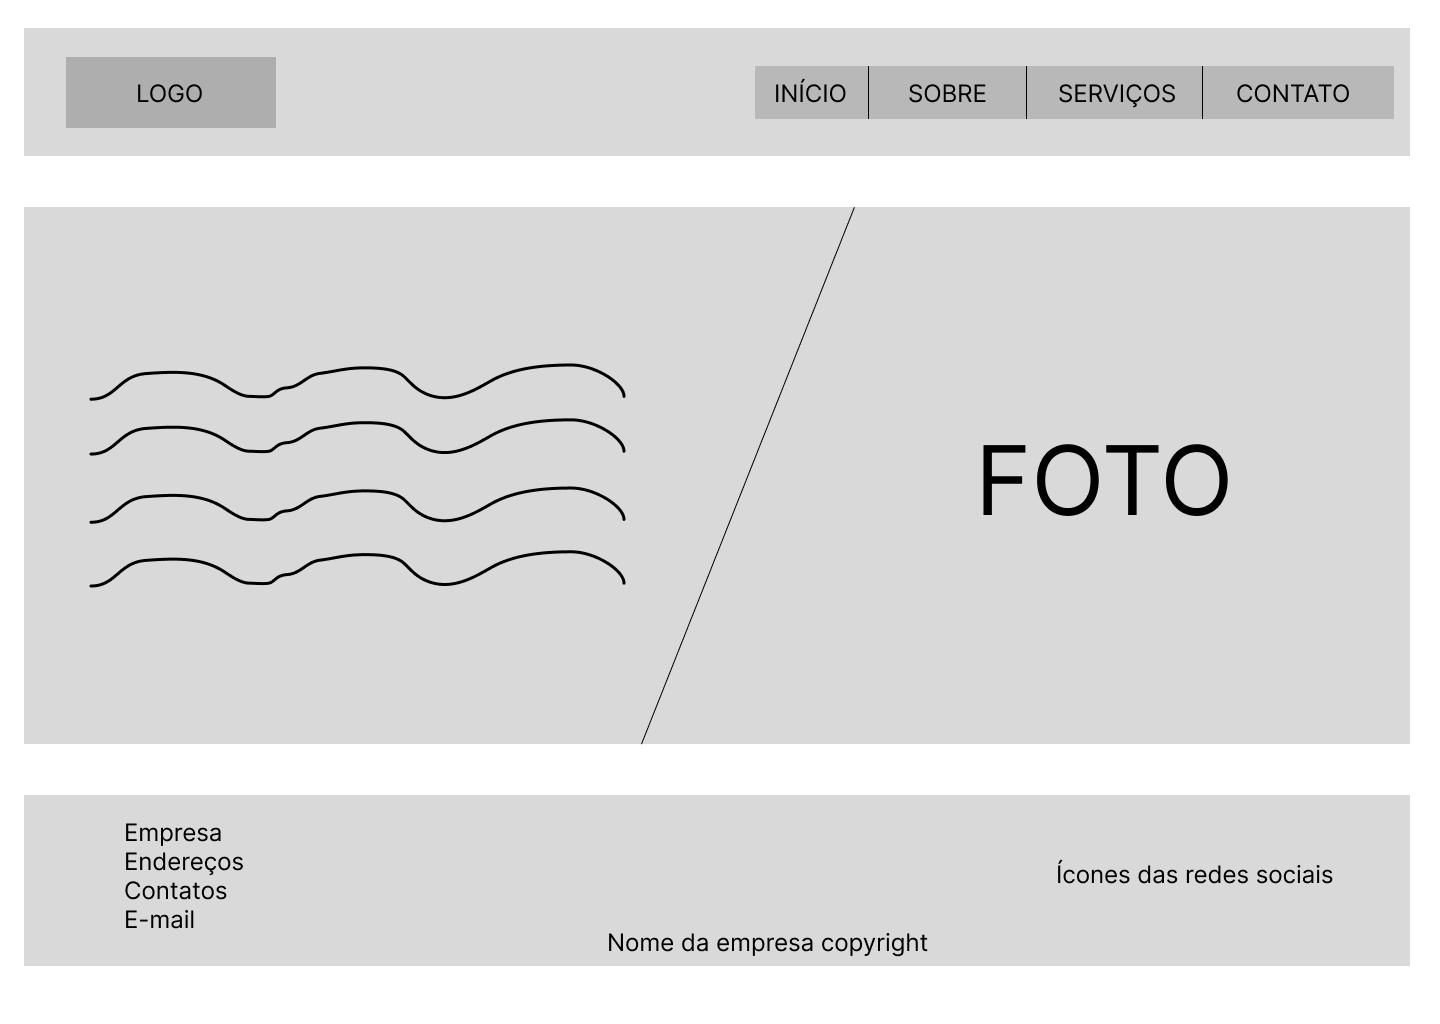 LOGO
INÍCIO
SOBRE
SERVIÇOS
CONTATO
FOTO
Empresa
Endereços
Contatos
E-mail
Ícones das redes sociais
Nome da empresa copyright